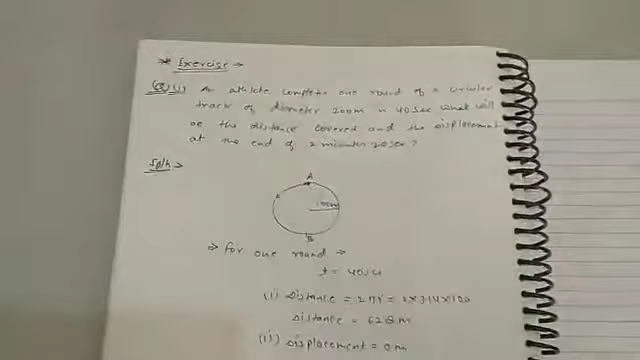 * Exercise →
Q.(1) An athlete completes one round of a circular
track of diameter 200m in 40sec what will
be the distance covered and the displacement
at the end of 2 minutes 20sec?
Soln →
A
100m
B
⇒ For one round →
t = 40sec
(i) Distance = 2πr = 2×3.14×100
Distance = 628 m
(ii) Displacement = 0 m